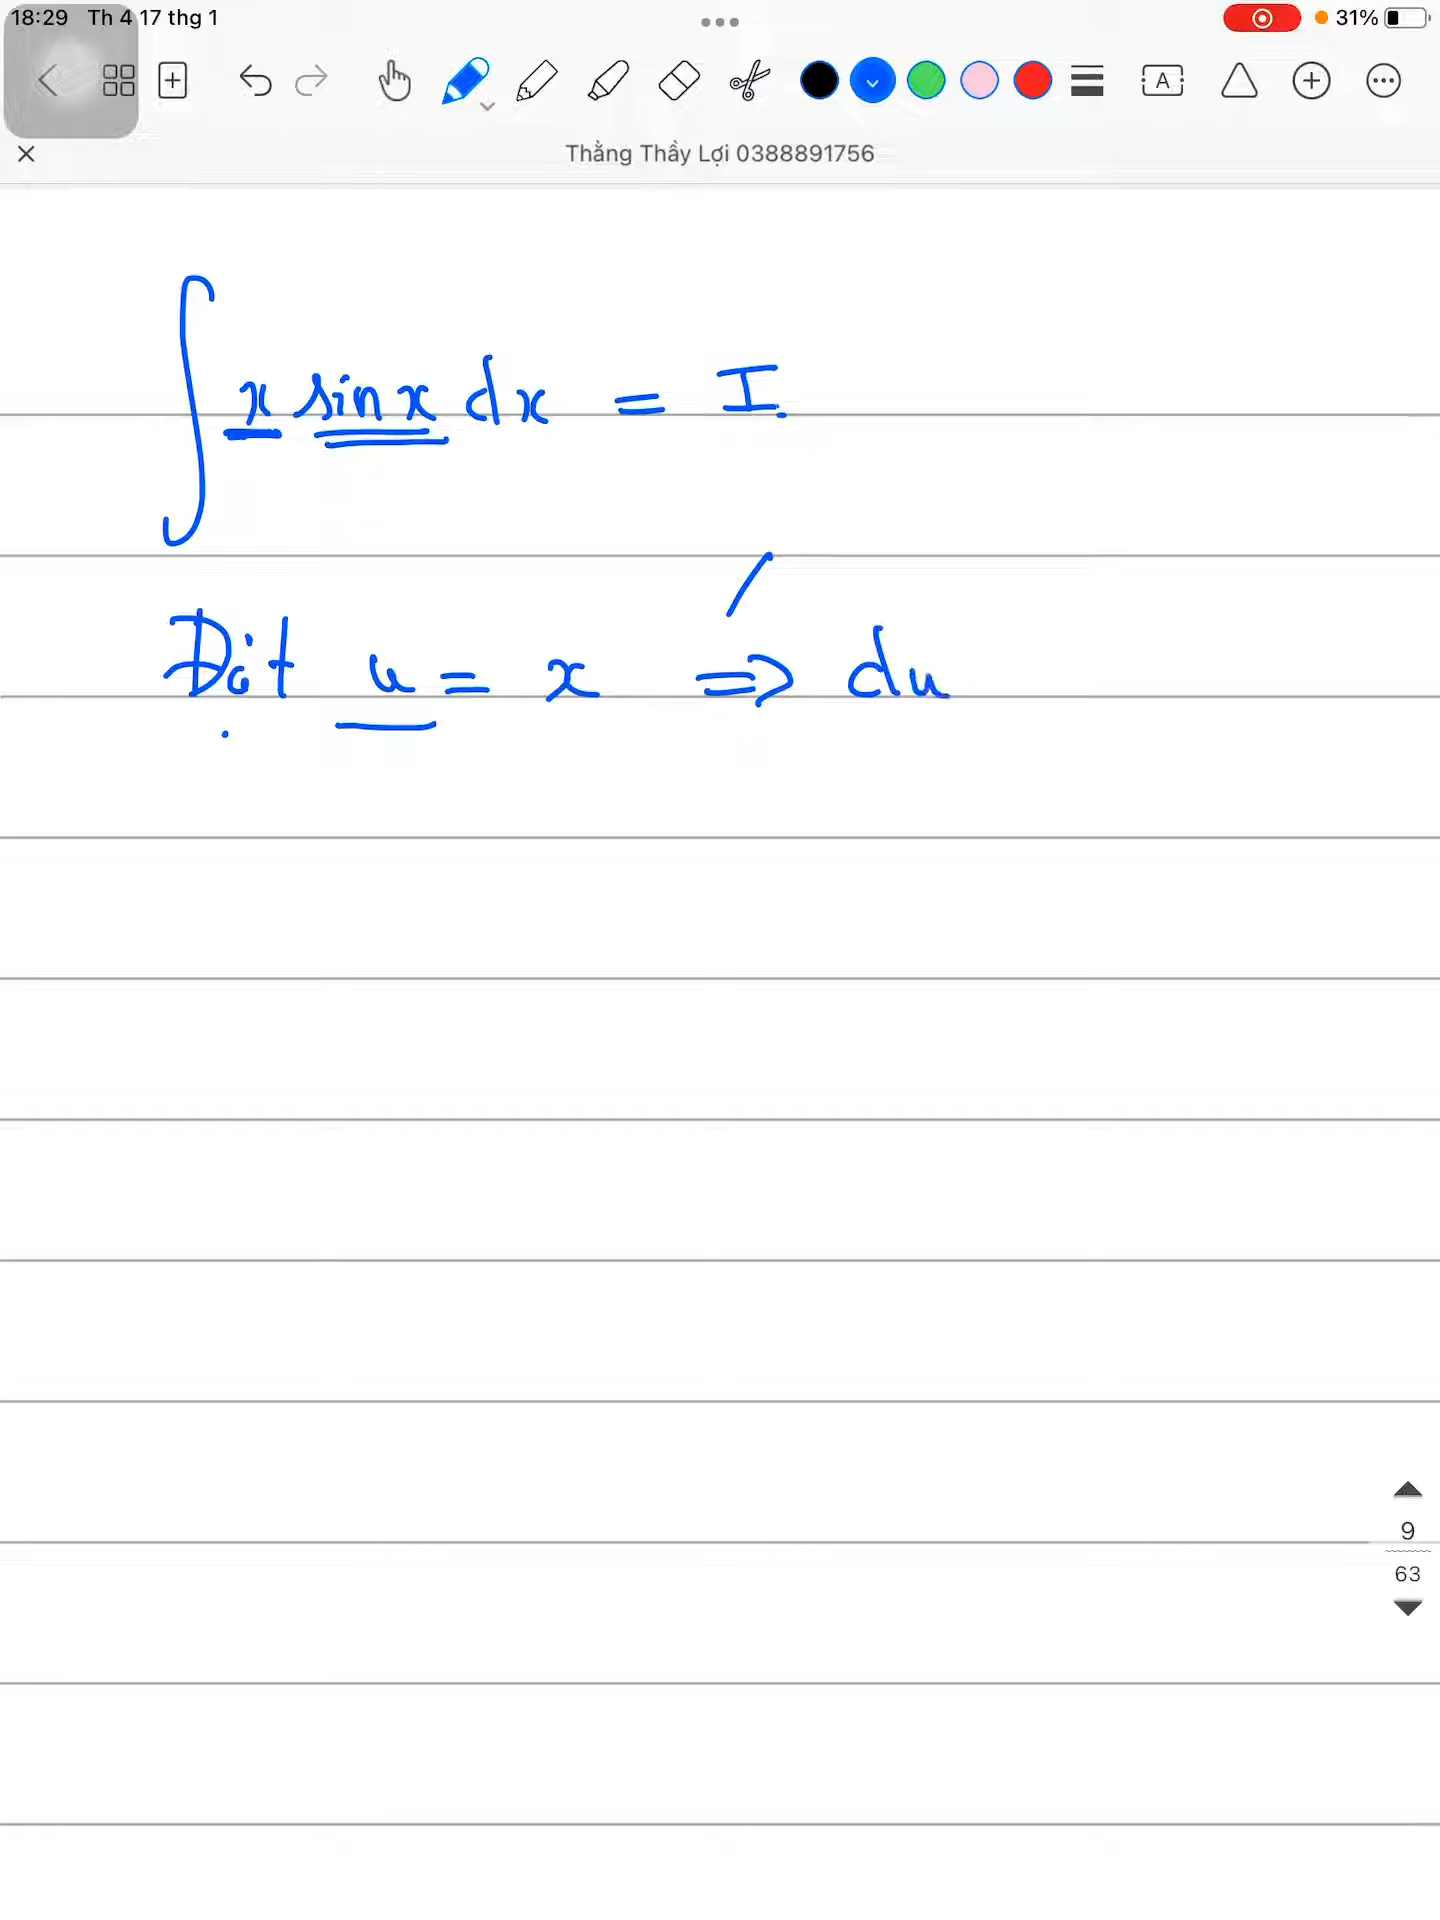 18:29 Th 4 17 thg 1 31%
A
Thằng Thầy Lợi 0388891756
∫ x sin x dx = I.
Đặt u = x ⇒ du
9
63